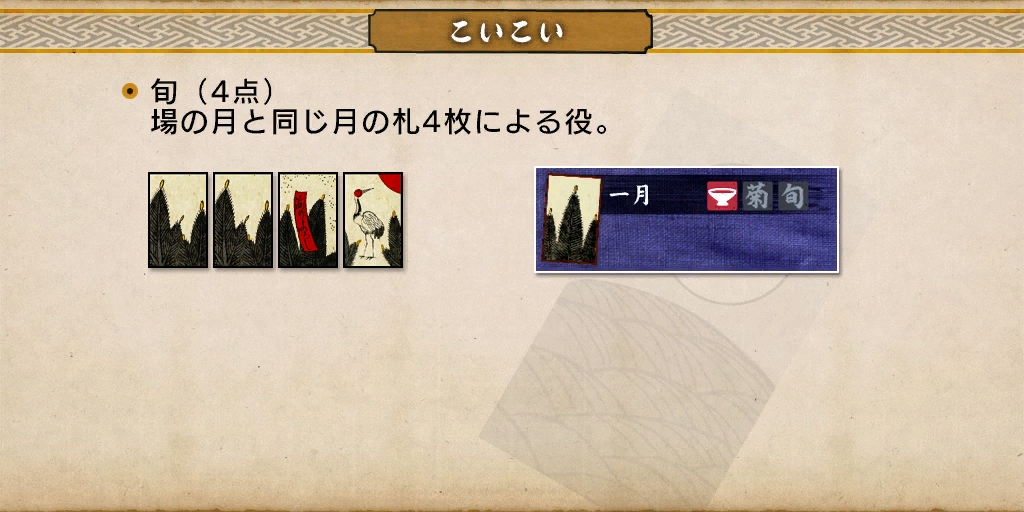 こいこい
旬（4点）
場の月と同じ月の札4枚による役。
一月
菊 旬